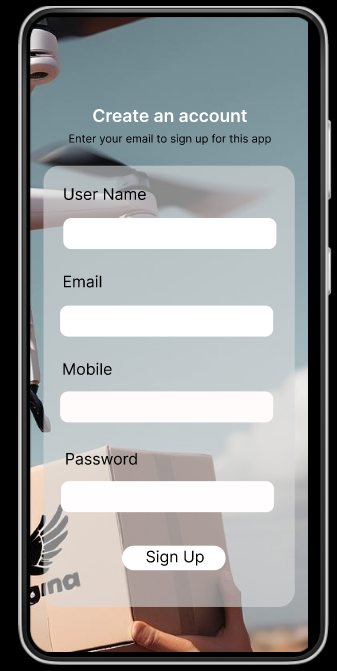 Create an account
Enter your email to sign up for this app
User Name
Email
Mobile
Password
Sign Up